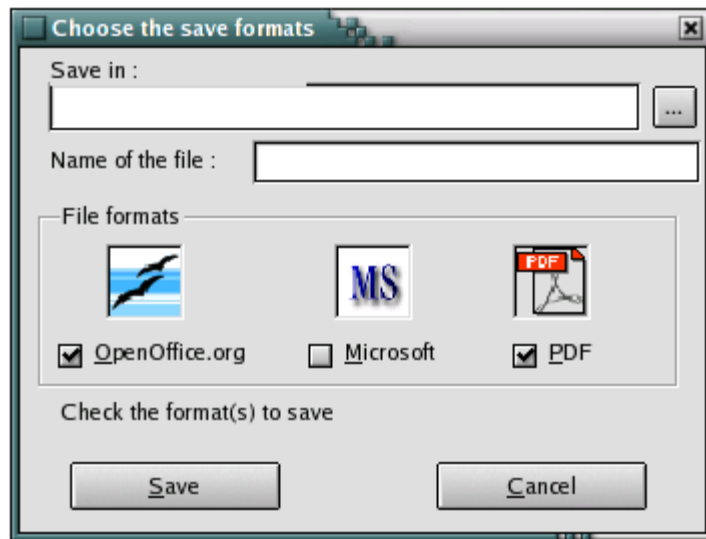 Choose the save formats
Save in :
...
Name of the file :
File formats
MS
PDF
OpenOffice.org
Microsoft
PDF
Check the format(s) to save
Save
Cancel